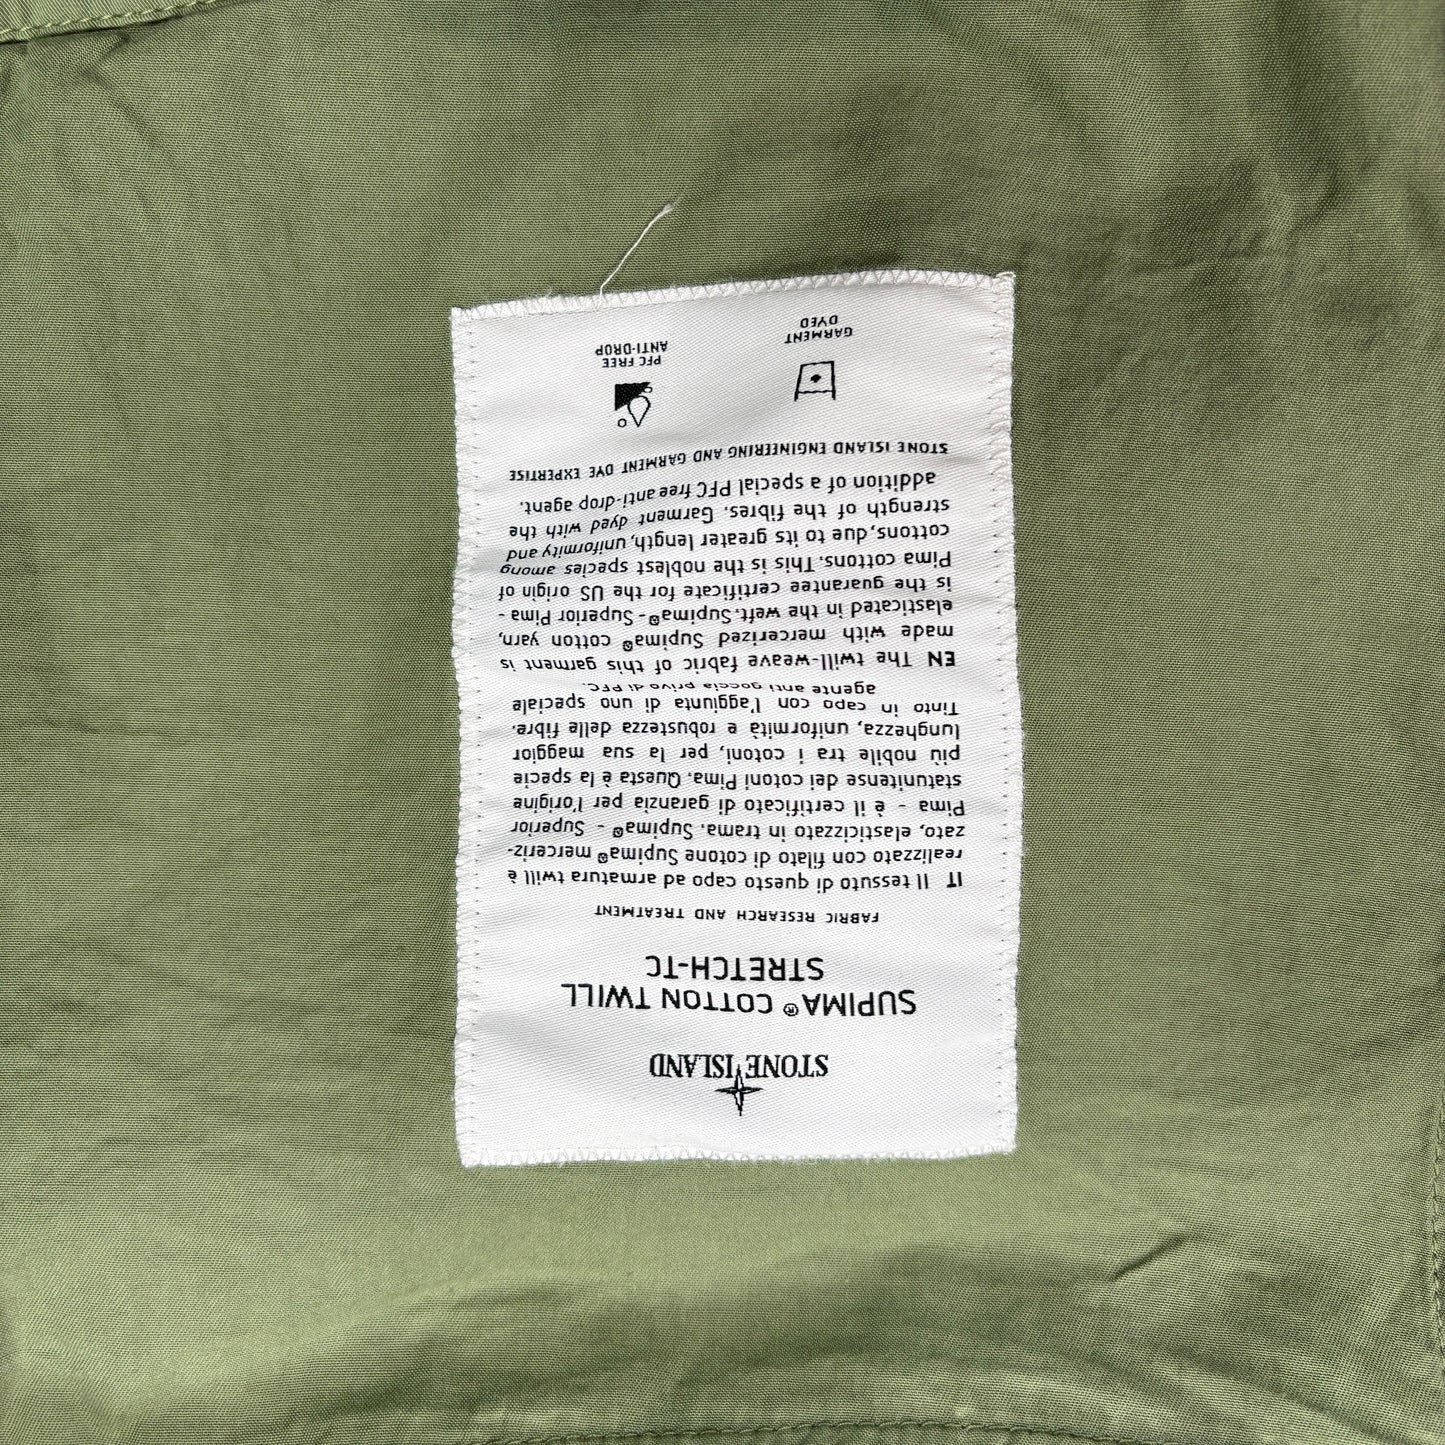 STONE ISLAND
SUPIMA® COTTON TWILL
STRETCH-TC
FABRIC RESEARCH AND TREATMENT
IT Il tessuto di questo capo ad armatura twill è
realizzato con filato di cotone Supima® merceriz-
zato, elasticizzato in trama. Supima® - Superior
Pima - è il certificato di garanzia per l'origine
statunitense dei cotoni Pima. Questa è la specie
più nobile tra i cotoni, per la sua maggior
lunghezza, uniformità e robustezza delle fibre.
Tinto in capo con l'aggiunta di uno speciale
agente anti goccia privo di PFC.
EN The twill-weave fabric of this garment is
made with mercerized Supima® cotton yarn,
elasticated in the weft. Supima® - Superior Pima -
is the guarantee certificate for the US origin of
Pima cottons. This is the noblest species among
cottons, due to its greater length, uniformity and
strength of the fibres. Garment dyed with the
addition of a special PFC free anti-drop agent.
STONE ISLAND ENGINEERING AND GARMENT DYE EXPERTISE
GARMENT
DYED
PFC FREE
ANTI-DROP